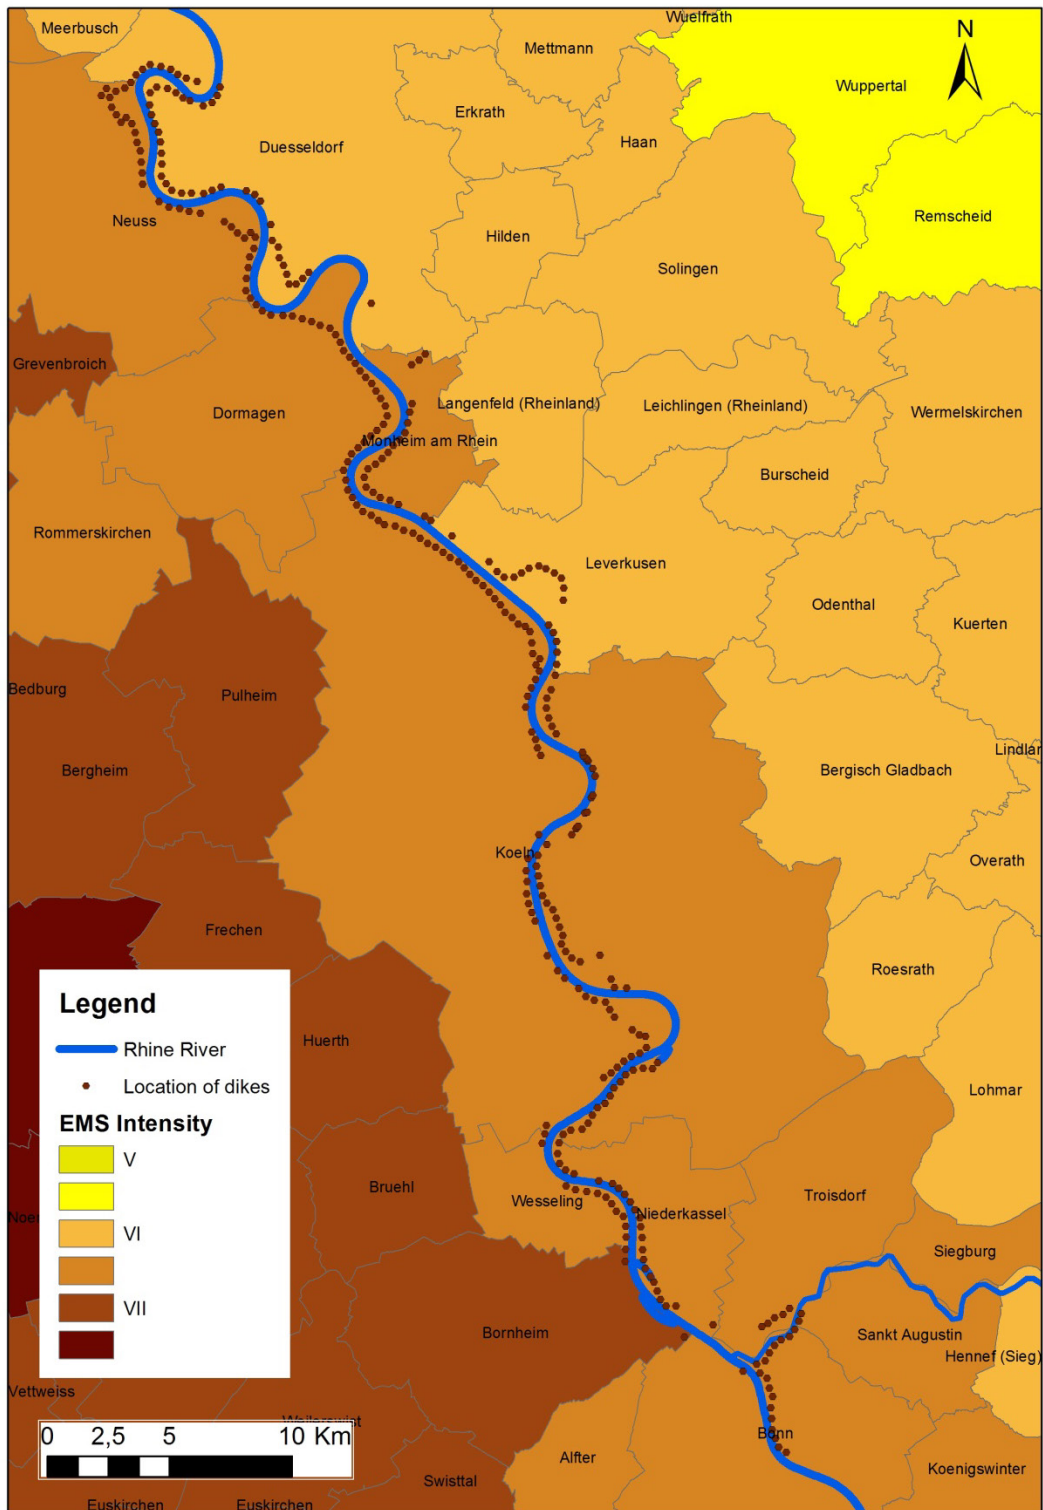 Meerbusch
Wuelfrath
Mettmann
N
Wuppertal
Erkrath
Haan
Duesseldorf
Remscheid
Neuss
Hilden
Solingen
Grevenbroich
Langenfeld (Rheinland)
Leichlingen (Rheinland)
Wermelskirchen
Dormagen
Monheim am Rhein
Burscheid
Rommerskirchen
Leverkusen
Odenthal
Kuerten
Bedburg
Pulheim
Lindlar
Bergheim
Bergisch Gladbach
Koeln
Overath
Frechen
Roesrath
Legend
Rhine River
Location of dikes
EMS Intensity
V
VI
VII
Huerth
Lohmar
Bruehl
Wesseling
Niederkassel
Troisdorf
Noer
Siegburg
Bornheim
Sankt Augustin
Hennef (Sieg)
Vettweiss
Weilerswist
0 2,5 5 10 Km
Bonn
Alfter
Koenigswinter
Swisttal
Euskirchen
Euskirchen